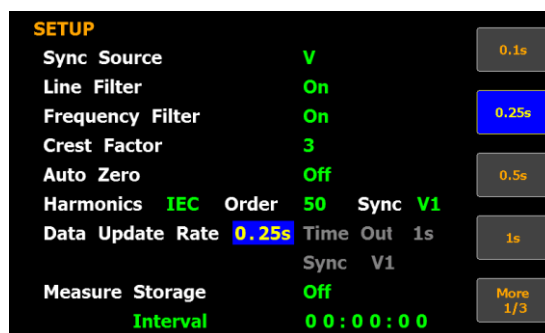 SETUP
Sync Source V
Line Filter On
Frequency Filter On
Crest Factor 3
Auto Zero Off
Harmonics IEC Order 50 Sync V1
Data Update Rate 0.25s Time Out 1s
Sync V1
Measure Storage Off
Interval 00:00:00
0.1s
0.25s
0.5s
1s
More
1/3